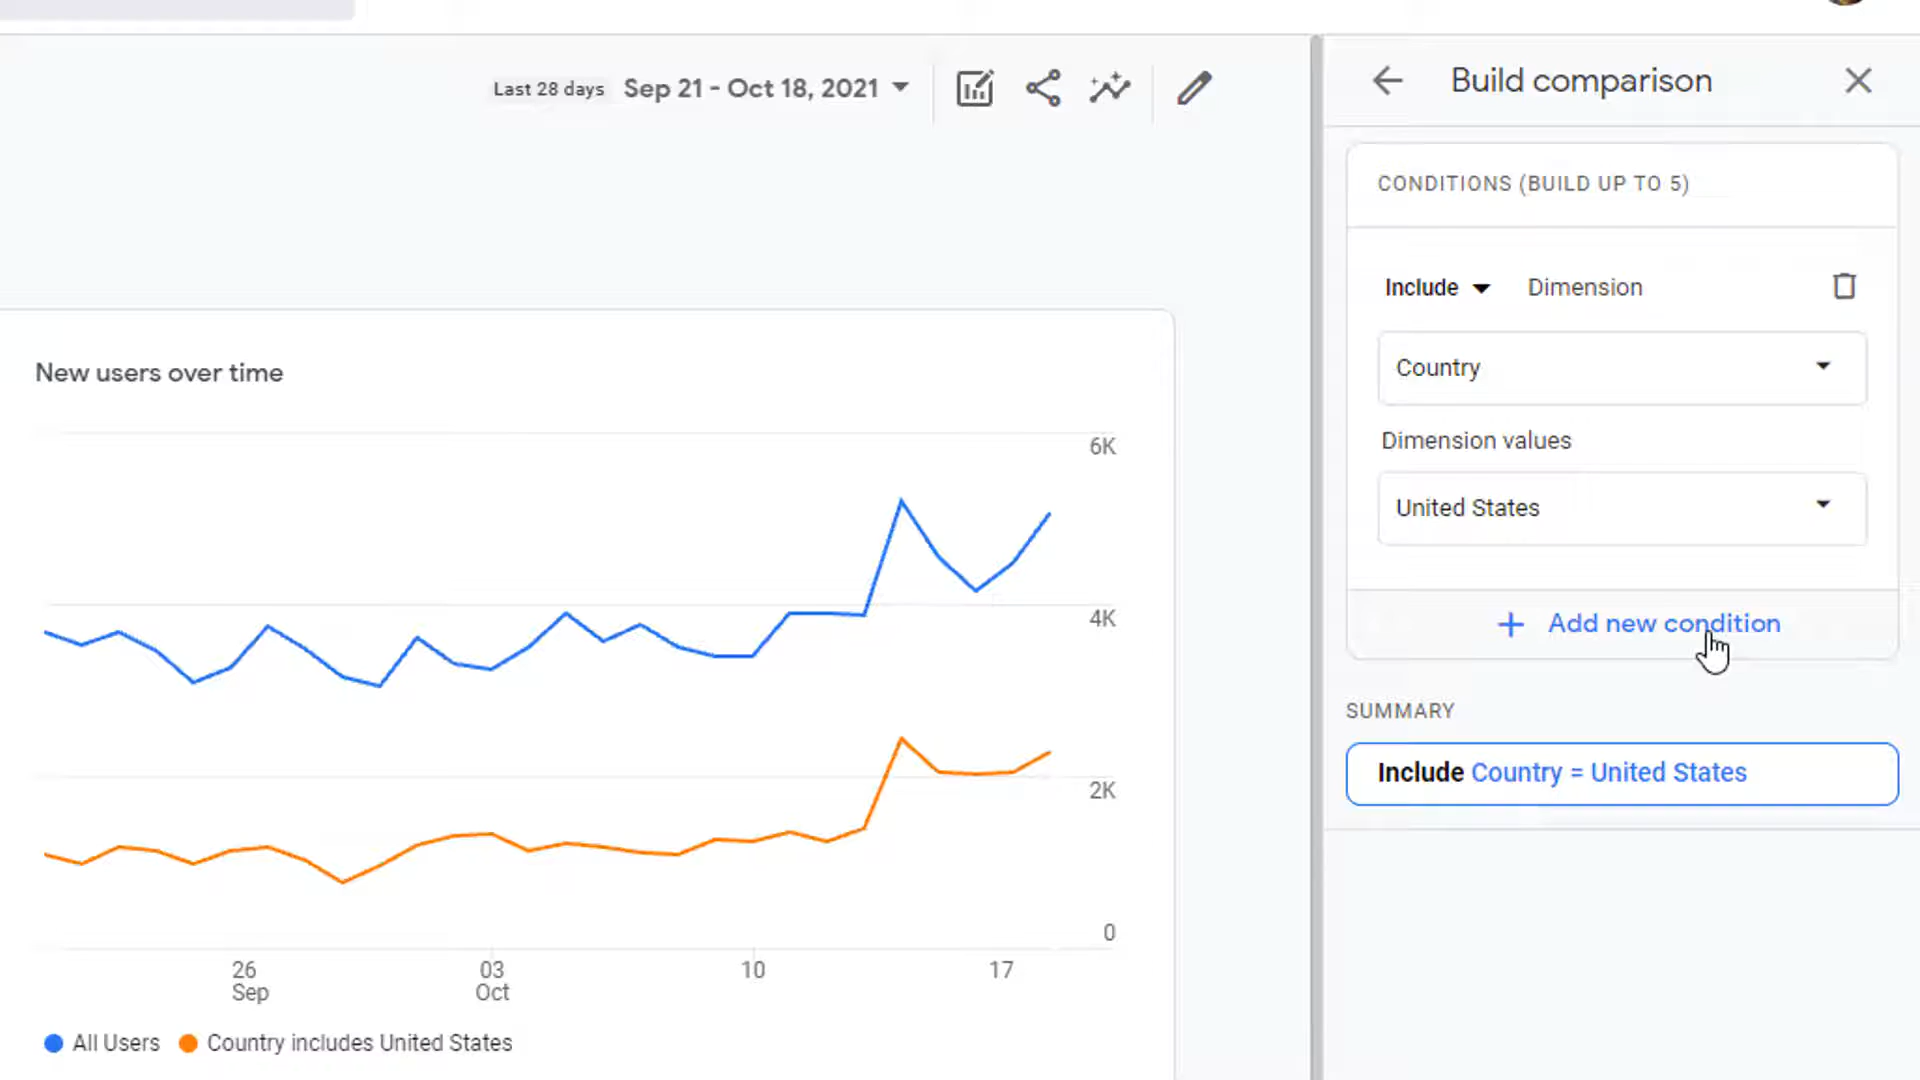 Last 28 days Sep 21 - Oct 18, 2021
New users over time
6K
4K
2K
0
26 03 10 17
Sep Oct
All Users Country includes United States
Build comparison
CONDITIONS (BUILD UP TO 5)
Include Dimension
Country
Dimension values
United States
+ Add new condition
SUMMARY
Include Country = United States